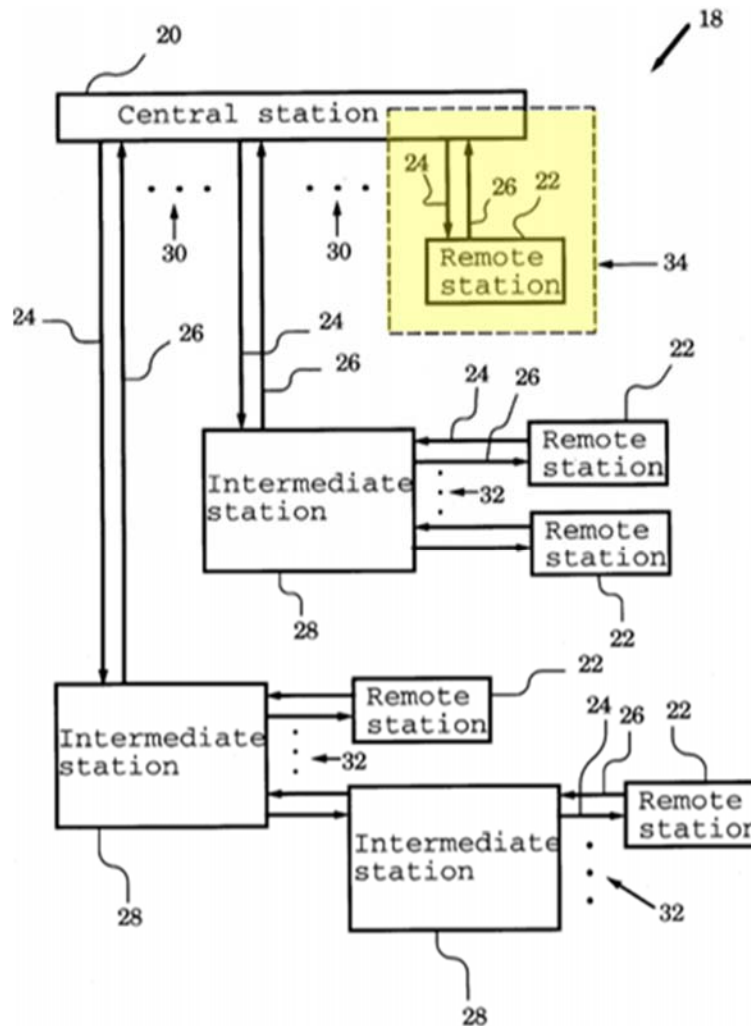 18
20
Central station
24
26
22
30
30
Remote
station
34
24
26
24
26
24
26
22
Remote
station
Intermediate
station
32
Remote
station
28
22
22
Remote
station
Intermediate
station
32
24
26
22
Remote
station
Intermediate
station
28
32
28